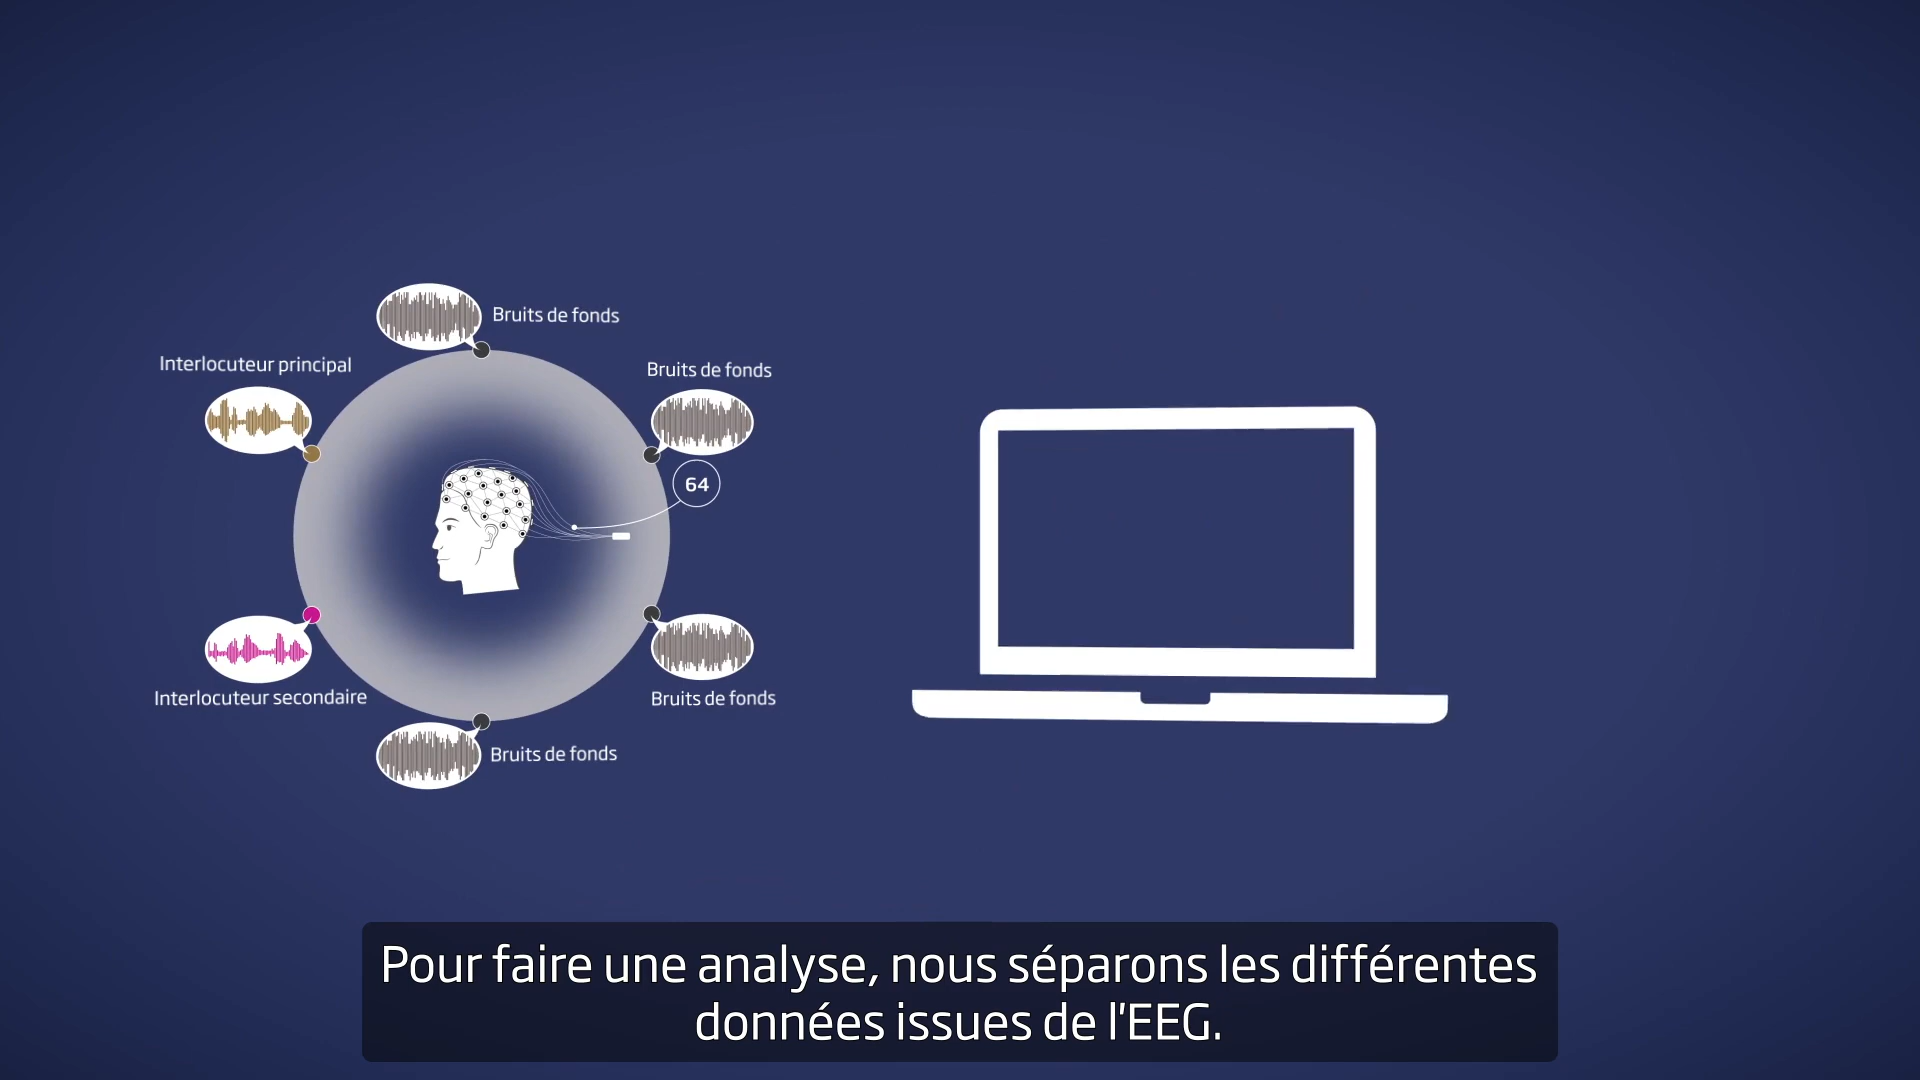 Bruits de fonds
Interlocuteur principal
Bruits de fonds
64
Interlocuteur secondaire
Bruits de fonds
Bruits de fonds
Pour faire une analyse, nous séparons les différentes
données issues de l'EEG.